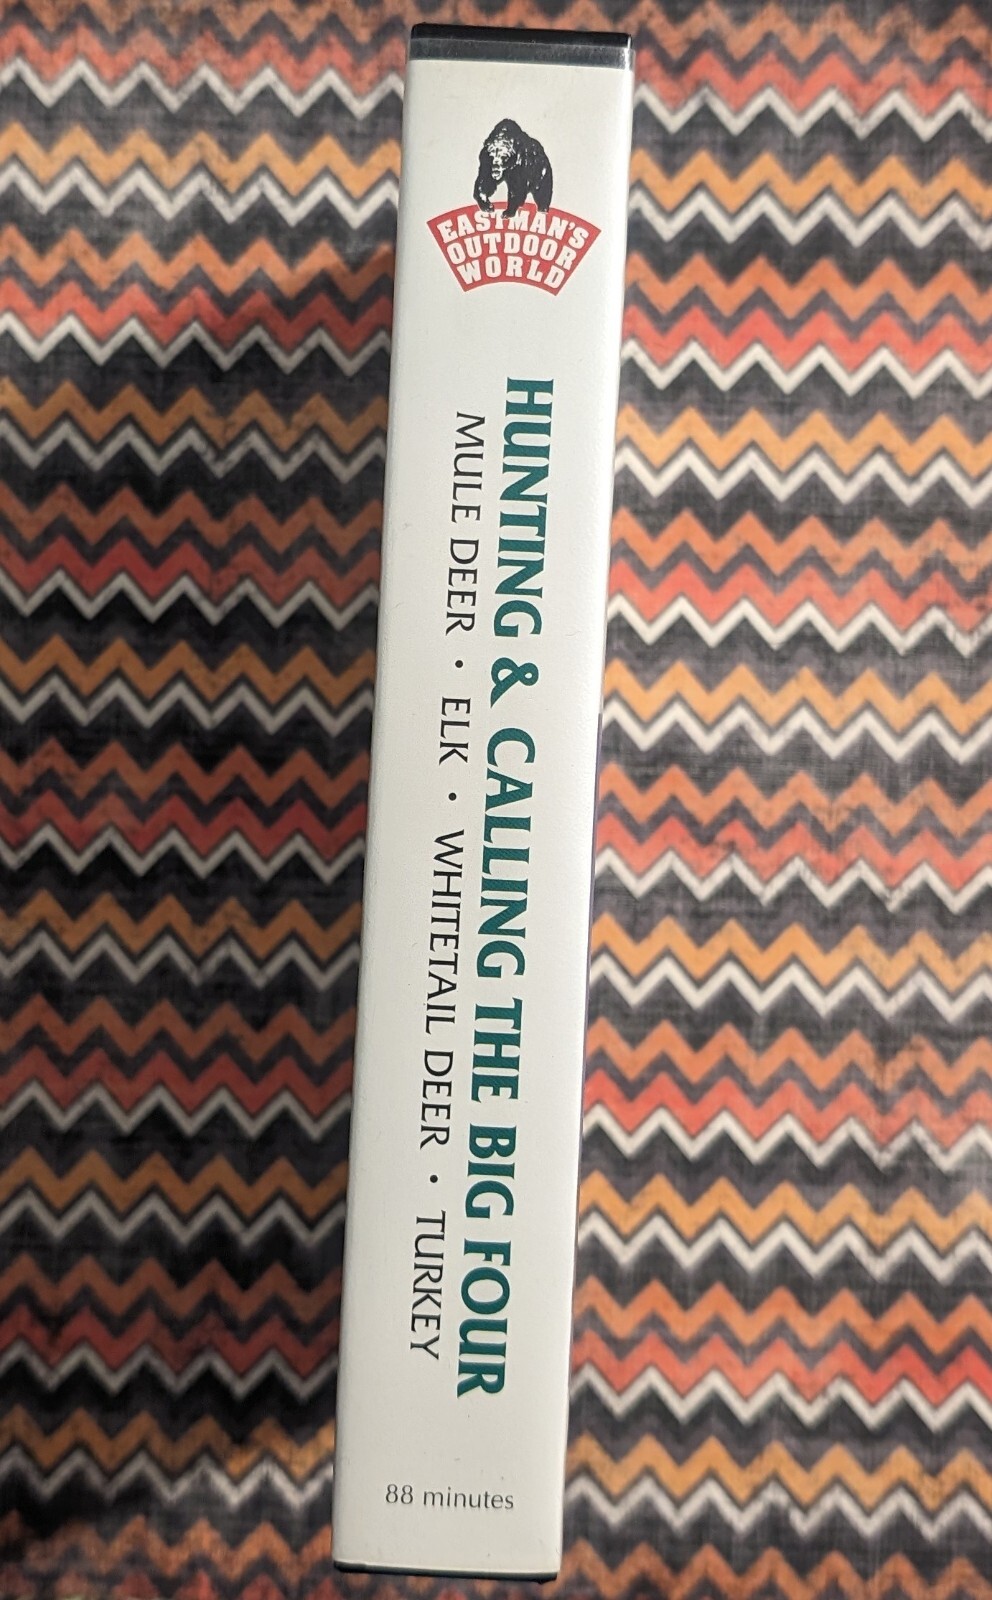 EASTMAN'S
OUTDOOR
WORLD
HUNTING & CALLING THE BIG FOUR
MULE DEER • ELK • WHITETAIL DEER • TURKEY
88 minutes